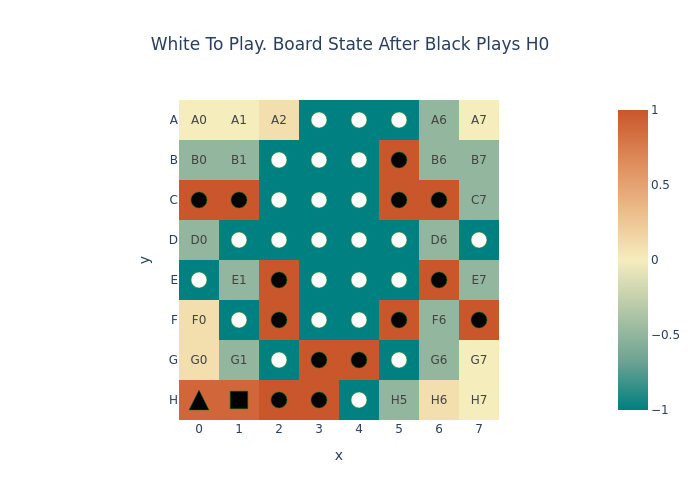 White To Play. Board State After Black Plays H0
A A0 A1 A2 A6 A7
B B0 B1 B6 B7
C C7
D D0 D6
E E1 E7
F F0 F6
G G0 G1 G6 G7
H H5 H6 H7
0 1 2 3 4 5 6 7
x
y
1
0.5
0
−0.5
−1